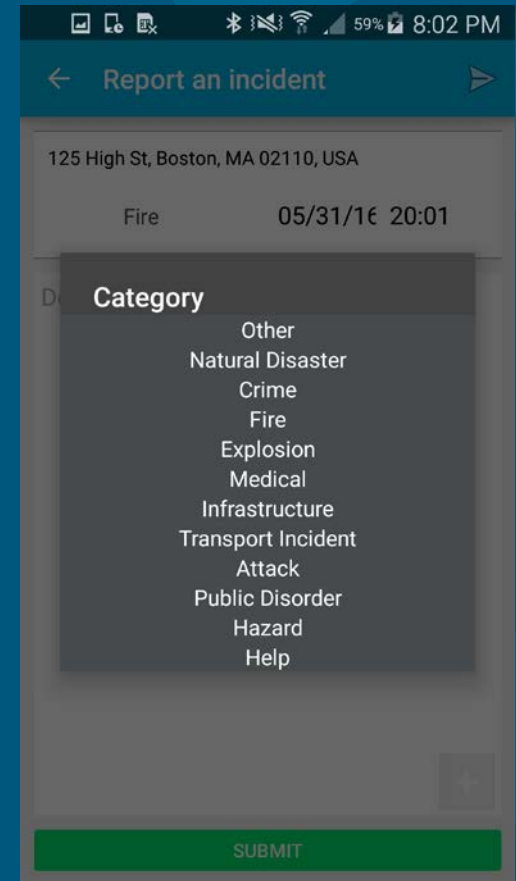 59% 8:02 PM
Report an incident
125 High St, Boston, MA 02110, USA
Fire 05/31/16 20:01
Category
Other
Natural Disaster
Crime
Fire
Explosion
Medical
Infrastructure
Transport Incident
Attack
Public Disorder
Hazard
Help
SUBMIT